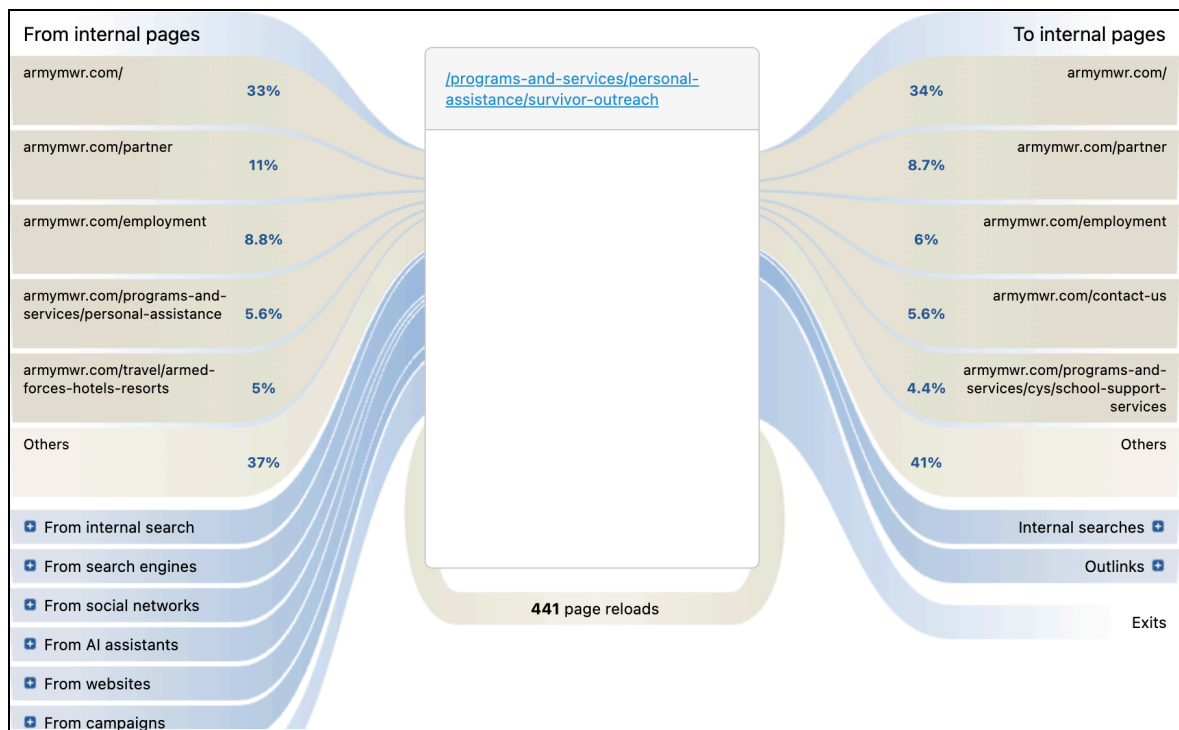 From internal pages
armymwr.com/
33%
armymwr.com/partner
11%
armymwr.com/employment
8.8%
armymwr.com/programs-and-
services/personal-assistance
5.6%
armymwr.com/travel/armed-
forces-hotels-resorts
5%
Others
37%
From internal search
From search engines
From social networks
From AI assistants
From websites
From campaigns
/programs-and-services/personal-
assistance/survivor-outreach
441 page reloads
To internal pages
armymwr.com/
34%
armymwr.com/partner
8.7%
armymwr.com/employment
6%
armymwr.com/contact-us
5.6%
armymwr.com/programs-and-
services/cys/school-support-
services
4.4%
Others
41%
Internal searches
Outlinks
Exits